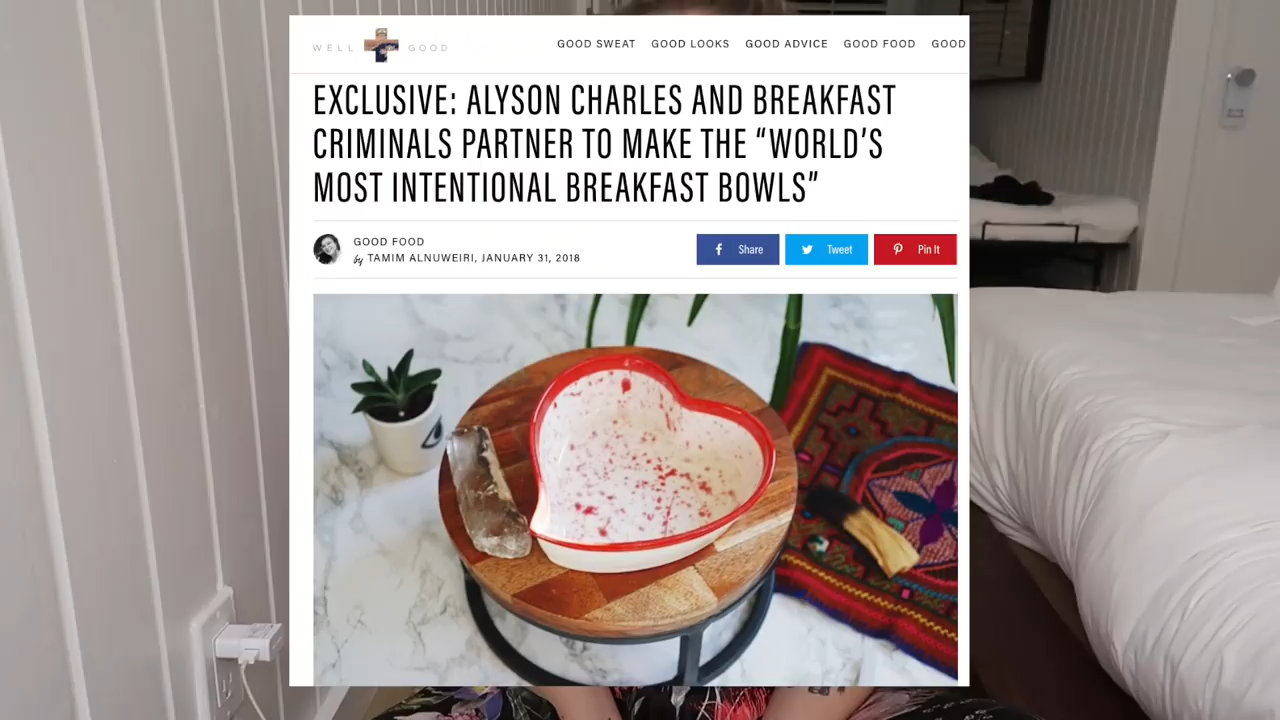 WELL GOOD
GOOD SWEAT GOOD LOOKS GOOD ADVICE GOOD FOOD GOOD
EXCLUSIVE: ALYSON CHARLES AND BREAKFAST
CRIMINALS PARTNER TO MAKE THE “WORLD’S
MOST INTENTIONAL BREAKFAST BOWLS”
GOOD FOOD
by TAMIM ALNUWEIRI, JANUARY 31, 2018
Share Tweet Pin It